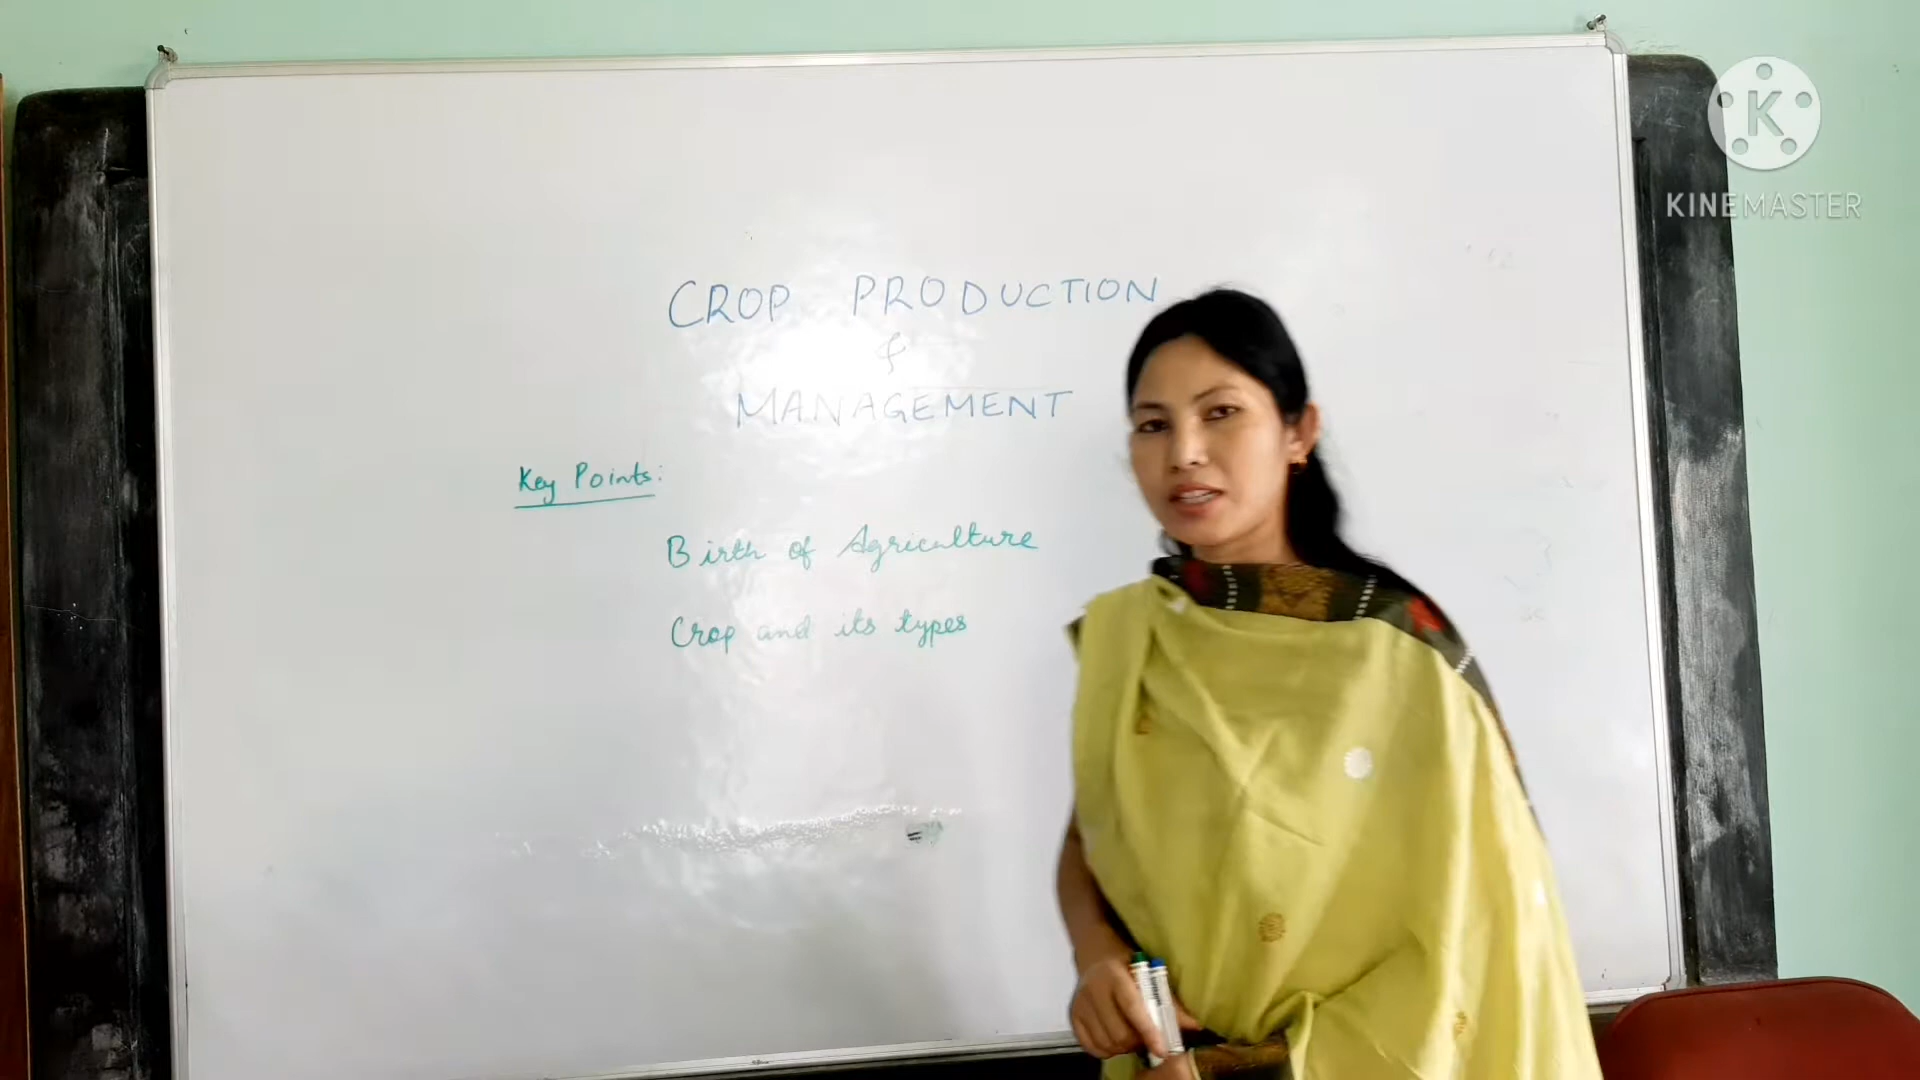 CROP PRODUCTION
&
MANAGEMENT
Key Points:
Birth of Agriculture
Crop and its types
K
KINEMASTER